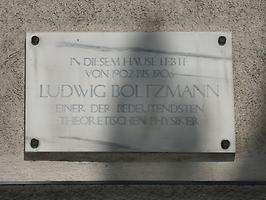 IN DIESEM HAUSE LEBTE
VON 1902 BIS 1906
LUDWIG BOLTZMANN
EINER DER BEDEUTENDSTEN
THEORETISCHEN PHYSIKER